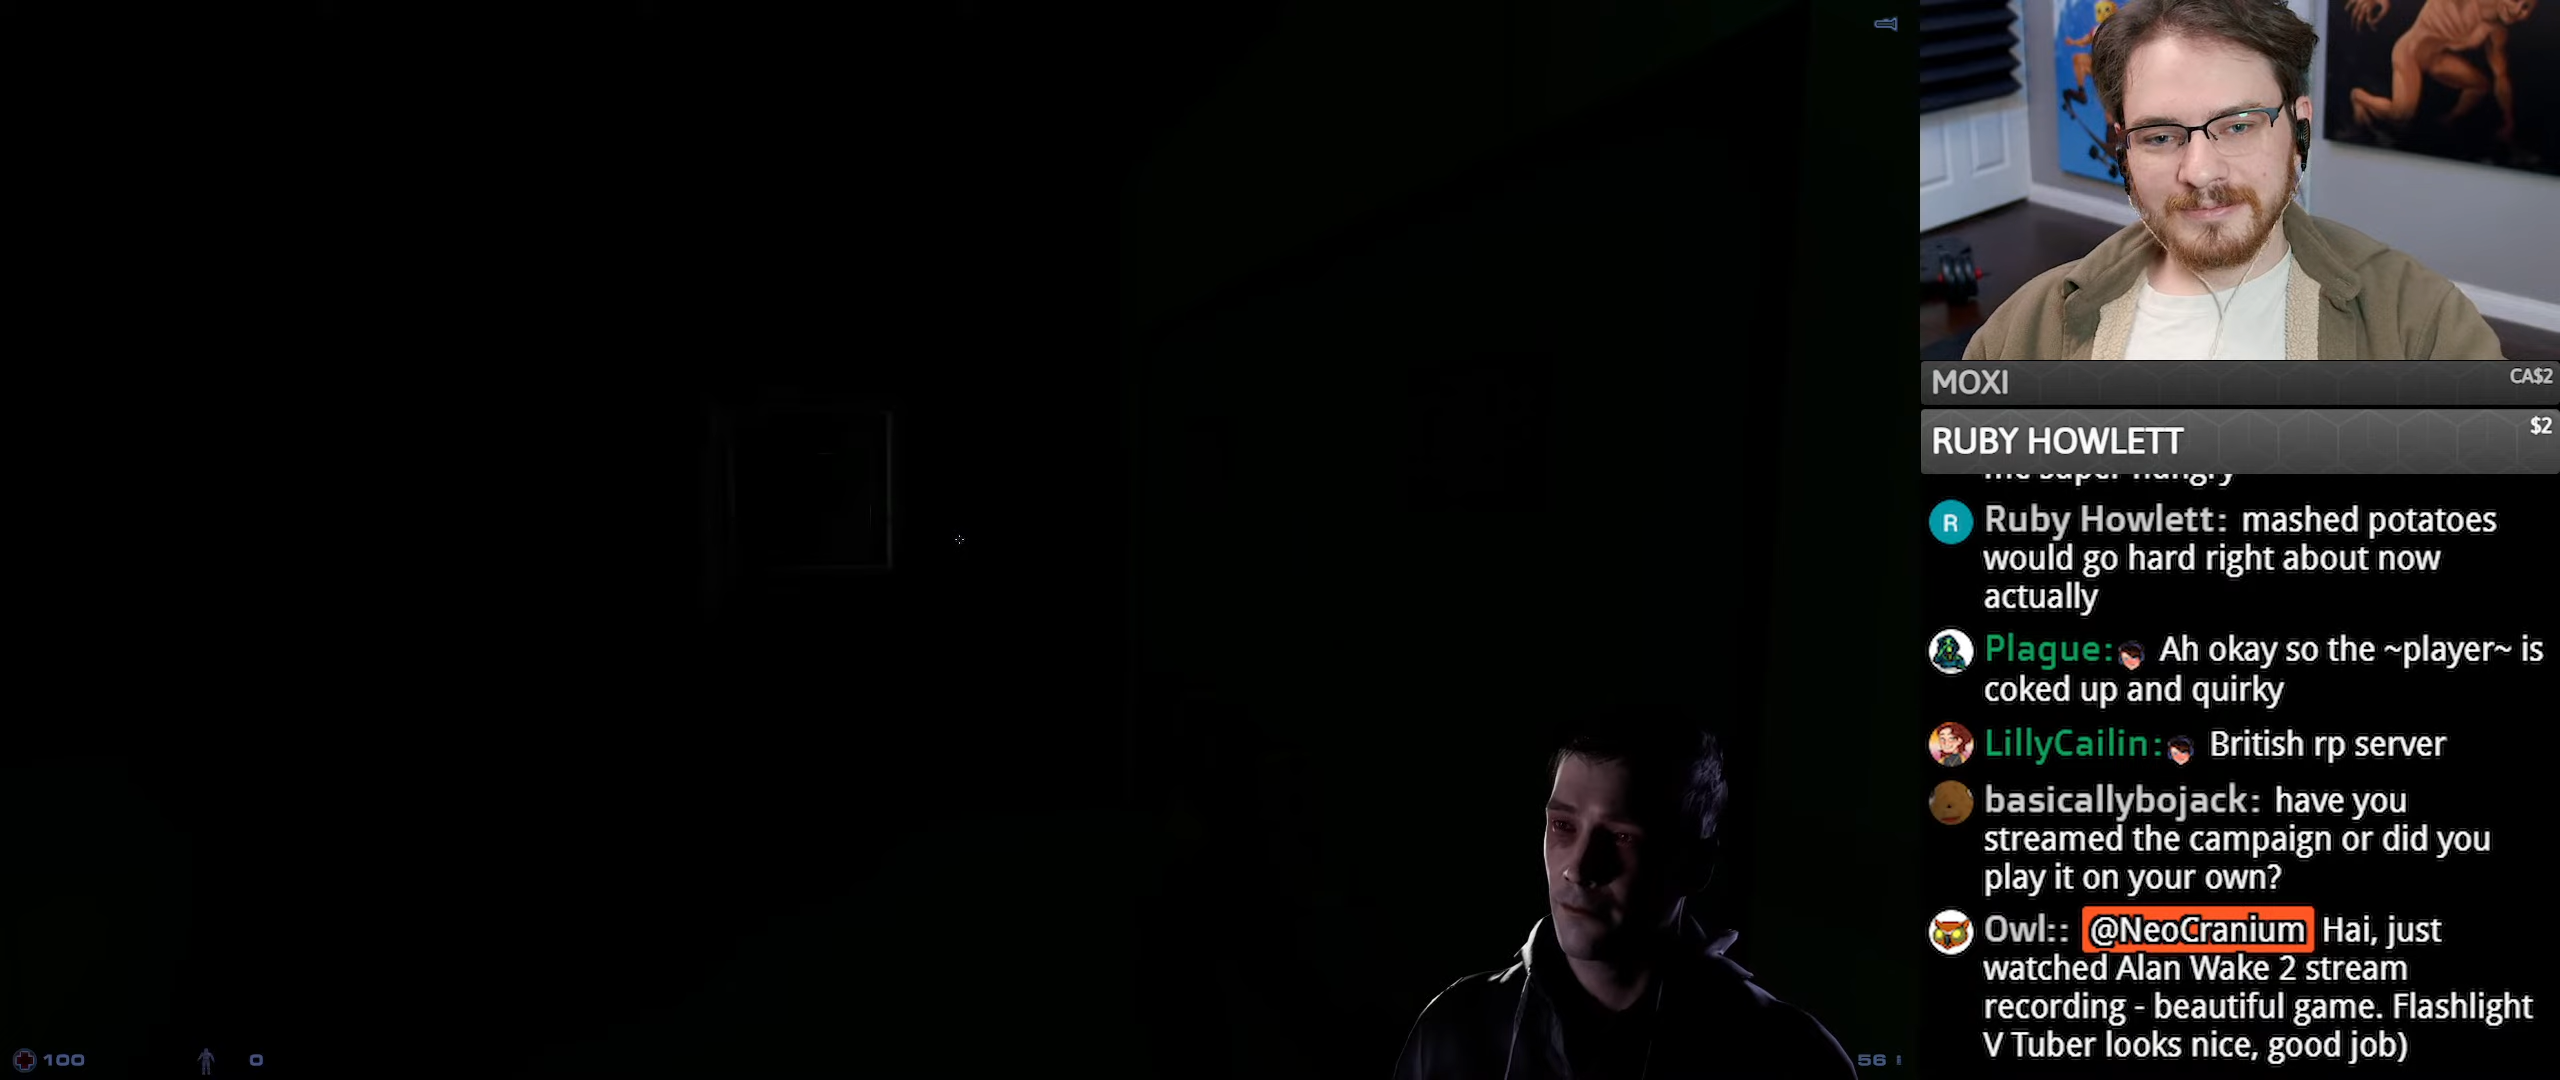 MOXI CA$2
RUBY HOWLETT $2
me super hungry
R Ruby Howlett: mashed potatoes
would go hard right about now
actually
Plague: Ah okay so the ~player~ is
coked up and quirky
LillyCailin: British rp server
basicallybojack: have you
streamed the campaign or did you
play it on your own?
Owl:: @NeoCranium Hai, just
watched Alan Wake 2 stream
recording - beautiful game. Flashlight
V Tuber looks nice, good job)
100 0 56